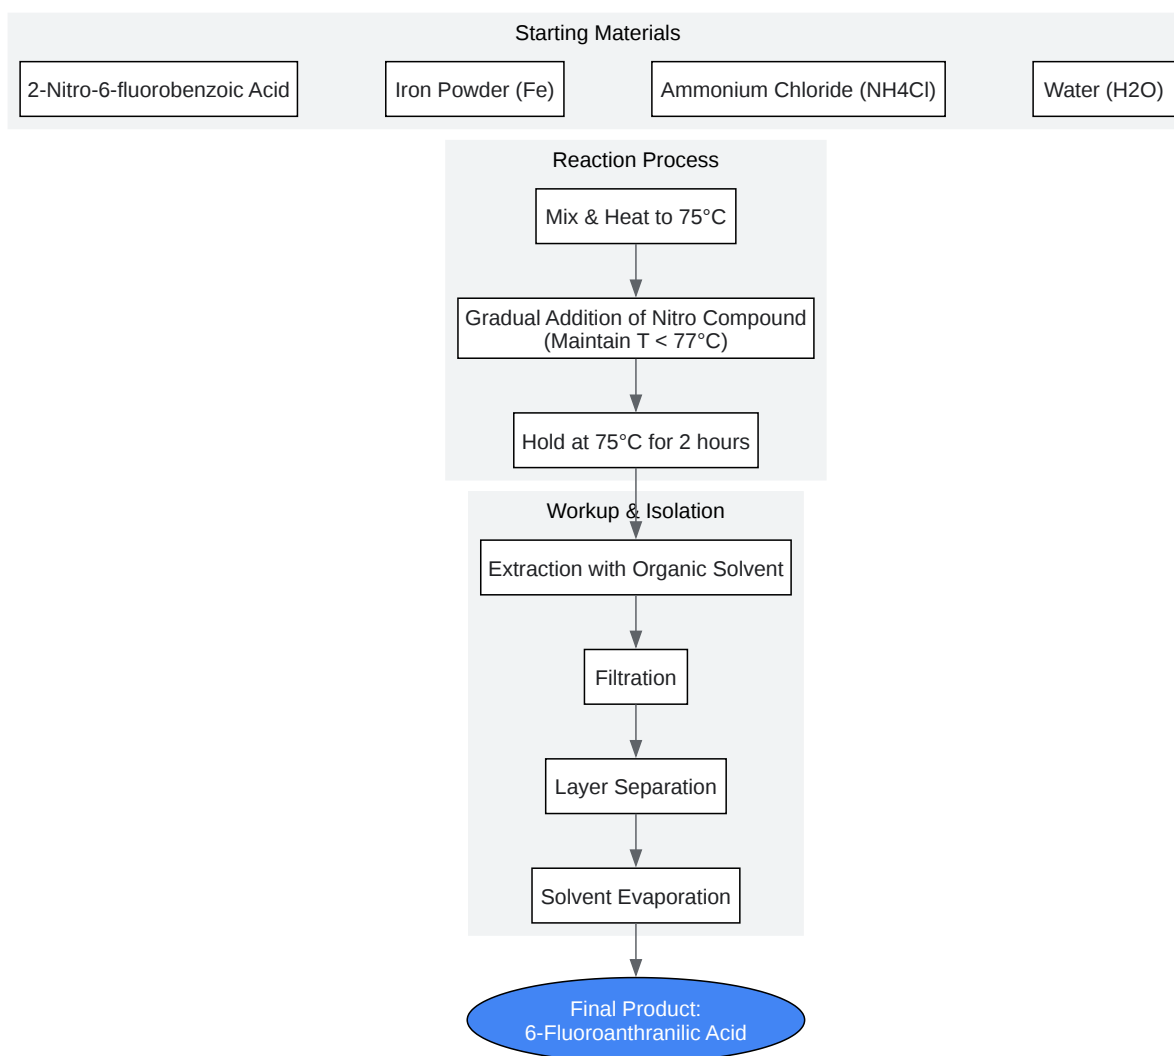 Starting Materials
2-Nitro-6-fluorobenzoic Acid
Iron Powder (Fe)
Ammonium Chloride (NH4Cl)
Water (H2O)
Reaction Process
Mix & Heat to 75°C
Gradual Addition of Nitro Compound
(Maintain T < 77°C)
Hold at 75°C for 2 hours
Workup & Isolation
Extraction with Organic Solvent
Filtration
Layer Separation
Solvent Evaporation
Final Product:
6-Fluoroanthranilic Acid